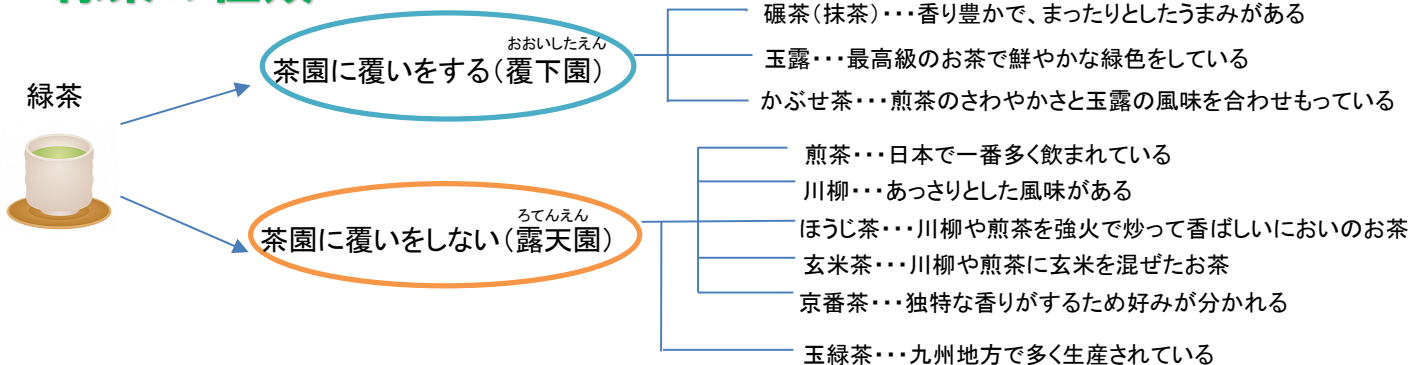 緑茶
おおいしたえん
茶園に覆いをする(覆下園)
碾茶(抹茶)・・・香り豊かで、まったりとしたうまみがある
玉露・・・最高級のお茶で鮮やかな緑色をしている
かぶせ茶・・・煎茶のさわやかさと玉露の風味を合わせもっている
ろてんえん
茶園に覆いをしない(露天園)
煎茶・・・日本で一番多く飲まれている
川柳・・・あっさりとした風味がある
ほうじ茶・・・川柳や煎茶を強火で炒って香ばしいにおいのお茶
玄米茶・・・川柳や煎茶に玄米を混ぜたお茶
京番茶・・・独特な香りがするため好みが分かれる
玉緑茶・・・九州地方で多く生産されている